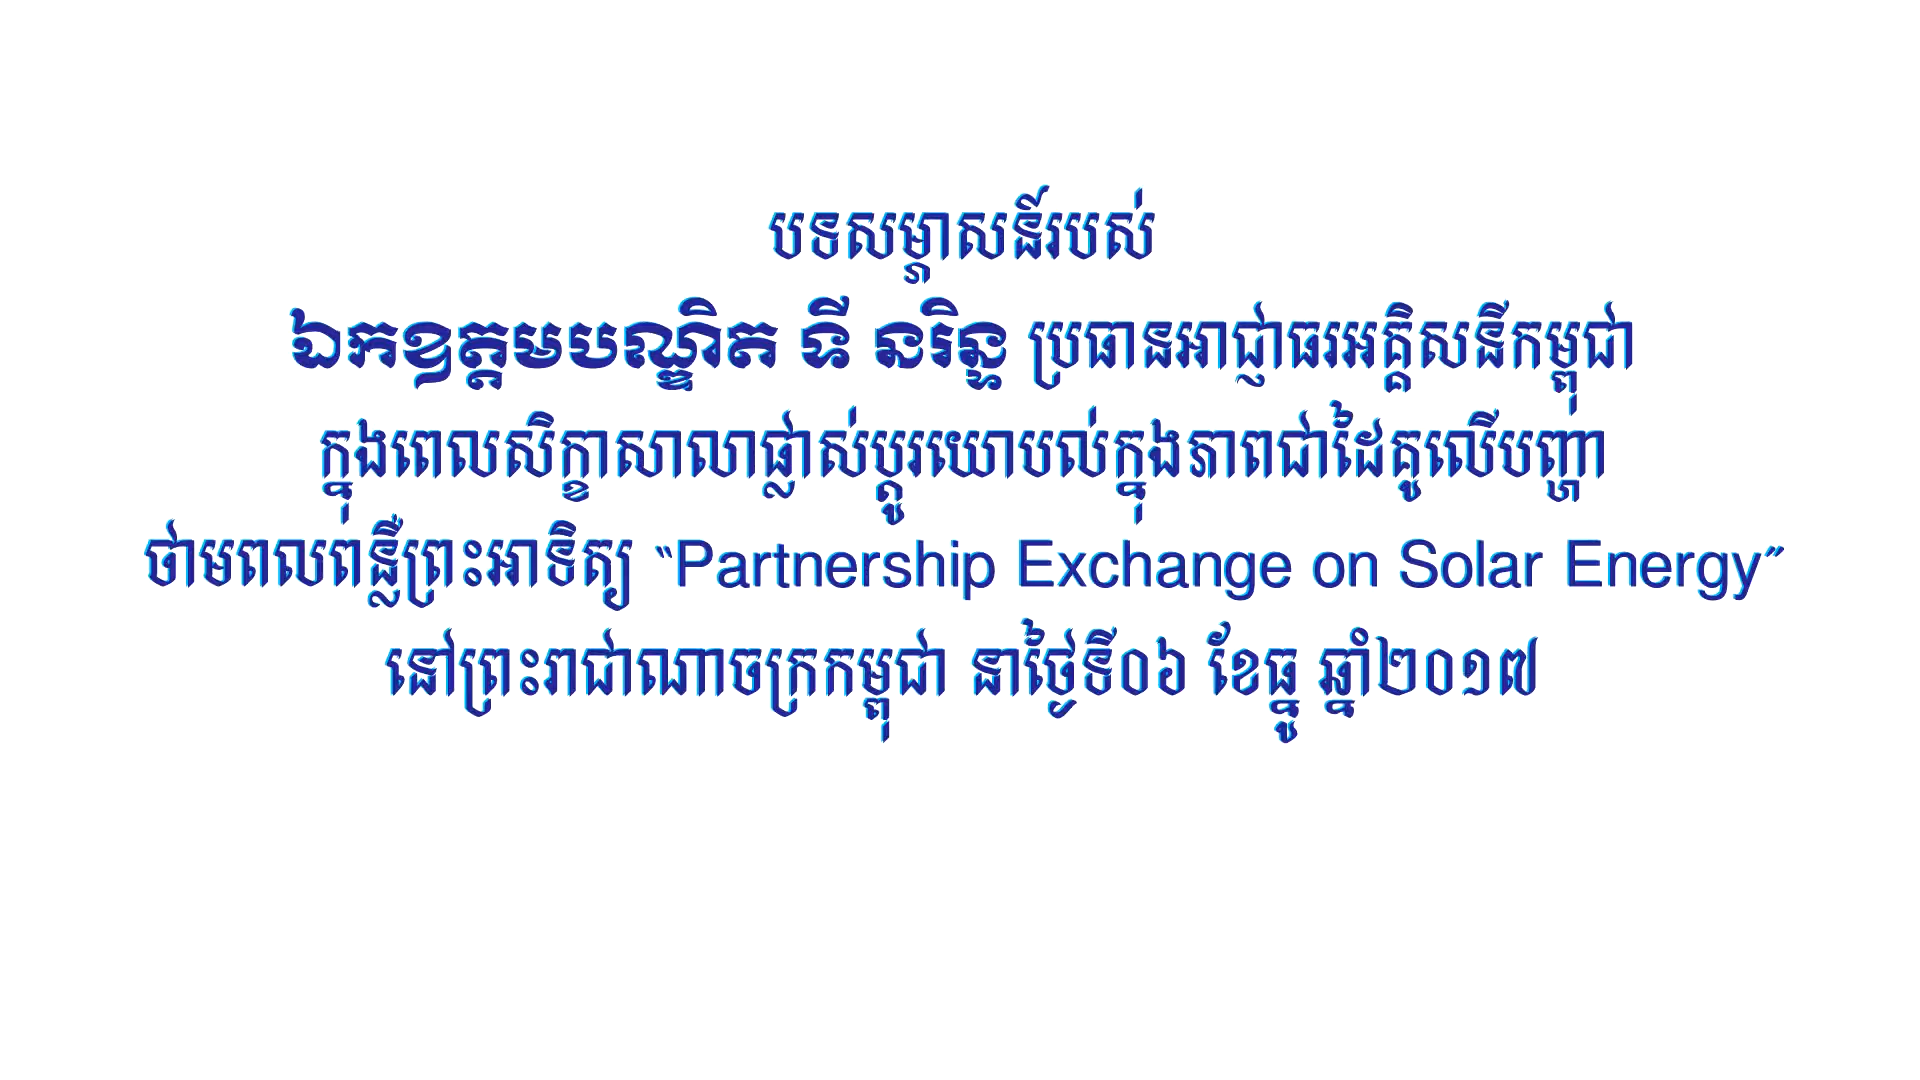 បទសម្ភាសន៍របស់
ឯកឧត្តមបណ្ឌិត ទី នរិន្ទ ប្រធានអាជ្ញាធរអគ្គិសនីកម្ពុជា
ក្នុងពេលសិក្ខាសាលាផ្លាស់ប្តូរយោបល់ក្នុងភាពជាដៃគូលើបញ្ហា
ថាមពលពន្លឺព្រះអាទិត្យ “Partnership Exchange on Solar Energy”
នៅព្រះរាជាណាចក្រកម្ពុជា នាថ្ងៃទី០៦ ខែធ្នូ ឆ្នាំ២០១៧